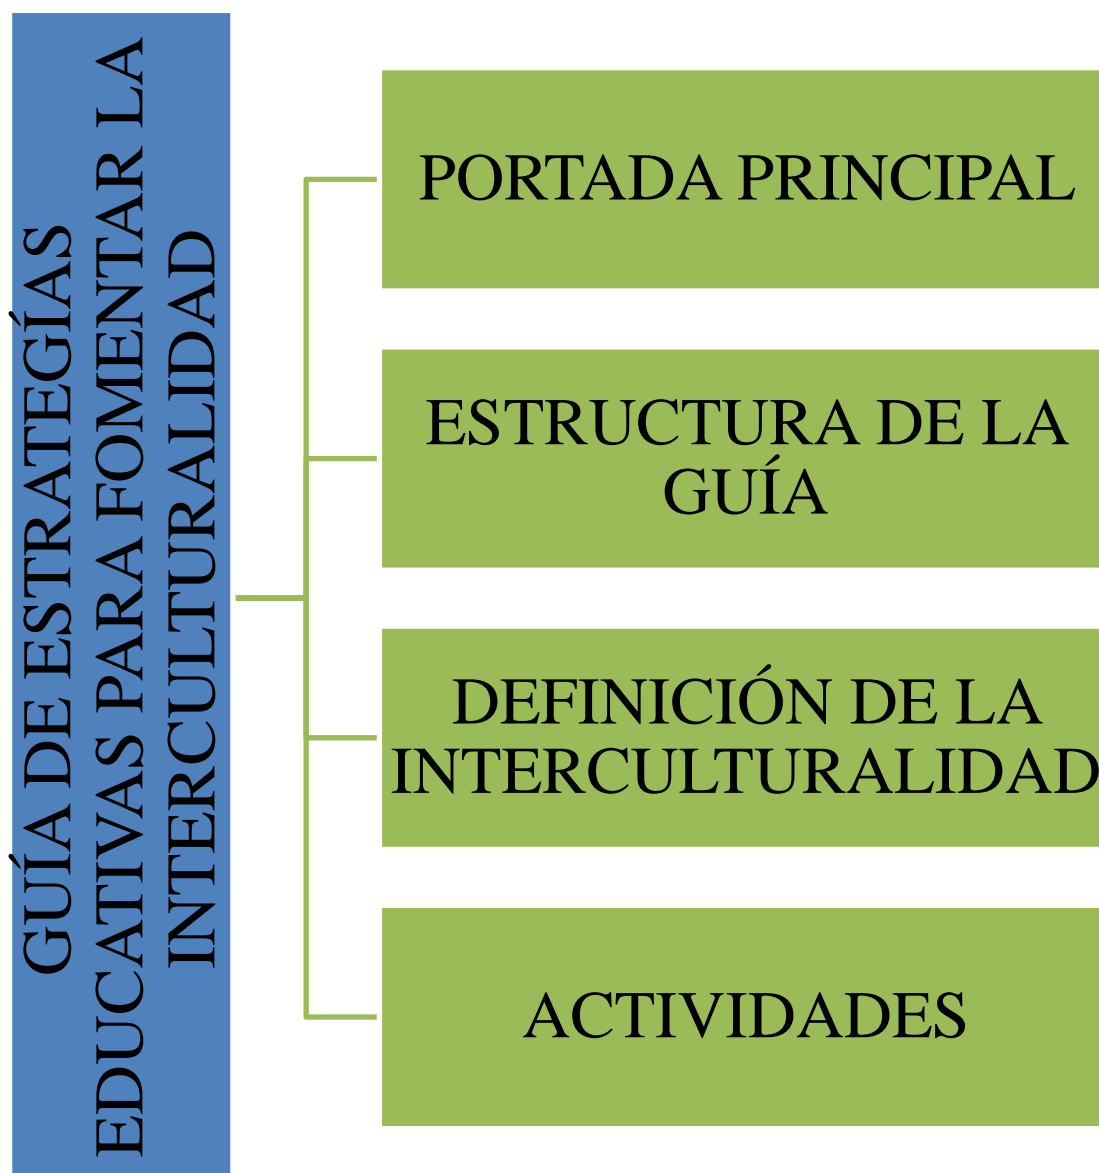 GUÍA DE ESTRATEGÍAS
EDUCATIVAS PARA FOMENTAR LA
INTERCULTURALIDAD
PORTADA PRINCIPAL
ESTRUCTURA DE LA
GUÍA
DEFINICIÓN DE LA
INTERCULTURALIDAD
ACTIVIDADES